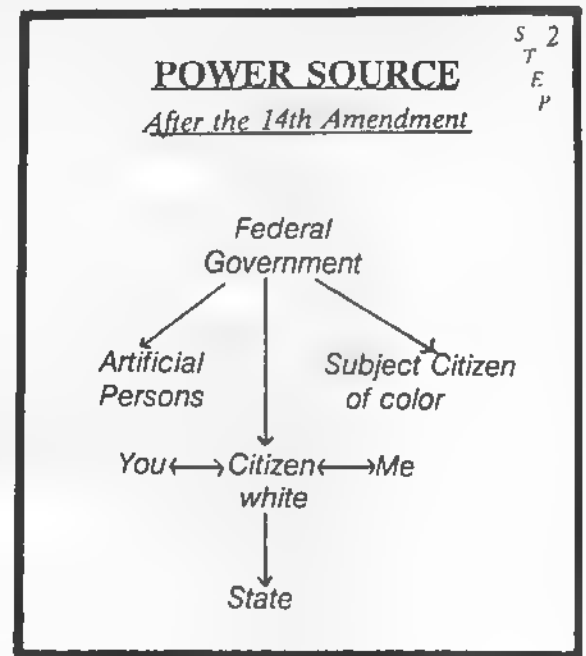 STEP 2
POWER SOURCE
After the 14th Amendment
Federal
Government
Artificial
Persons
Subject Citizen
of color
You
Citizen
white
Me
State